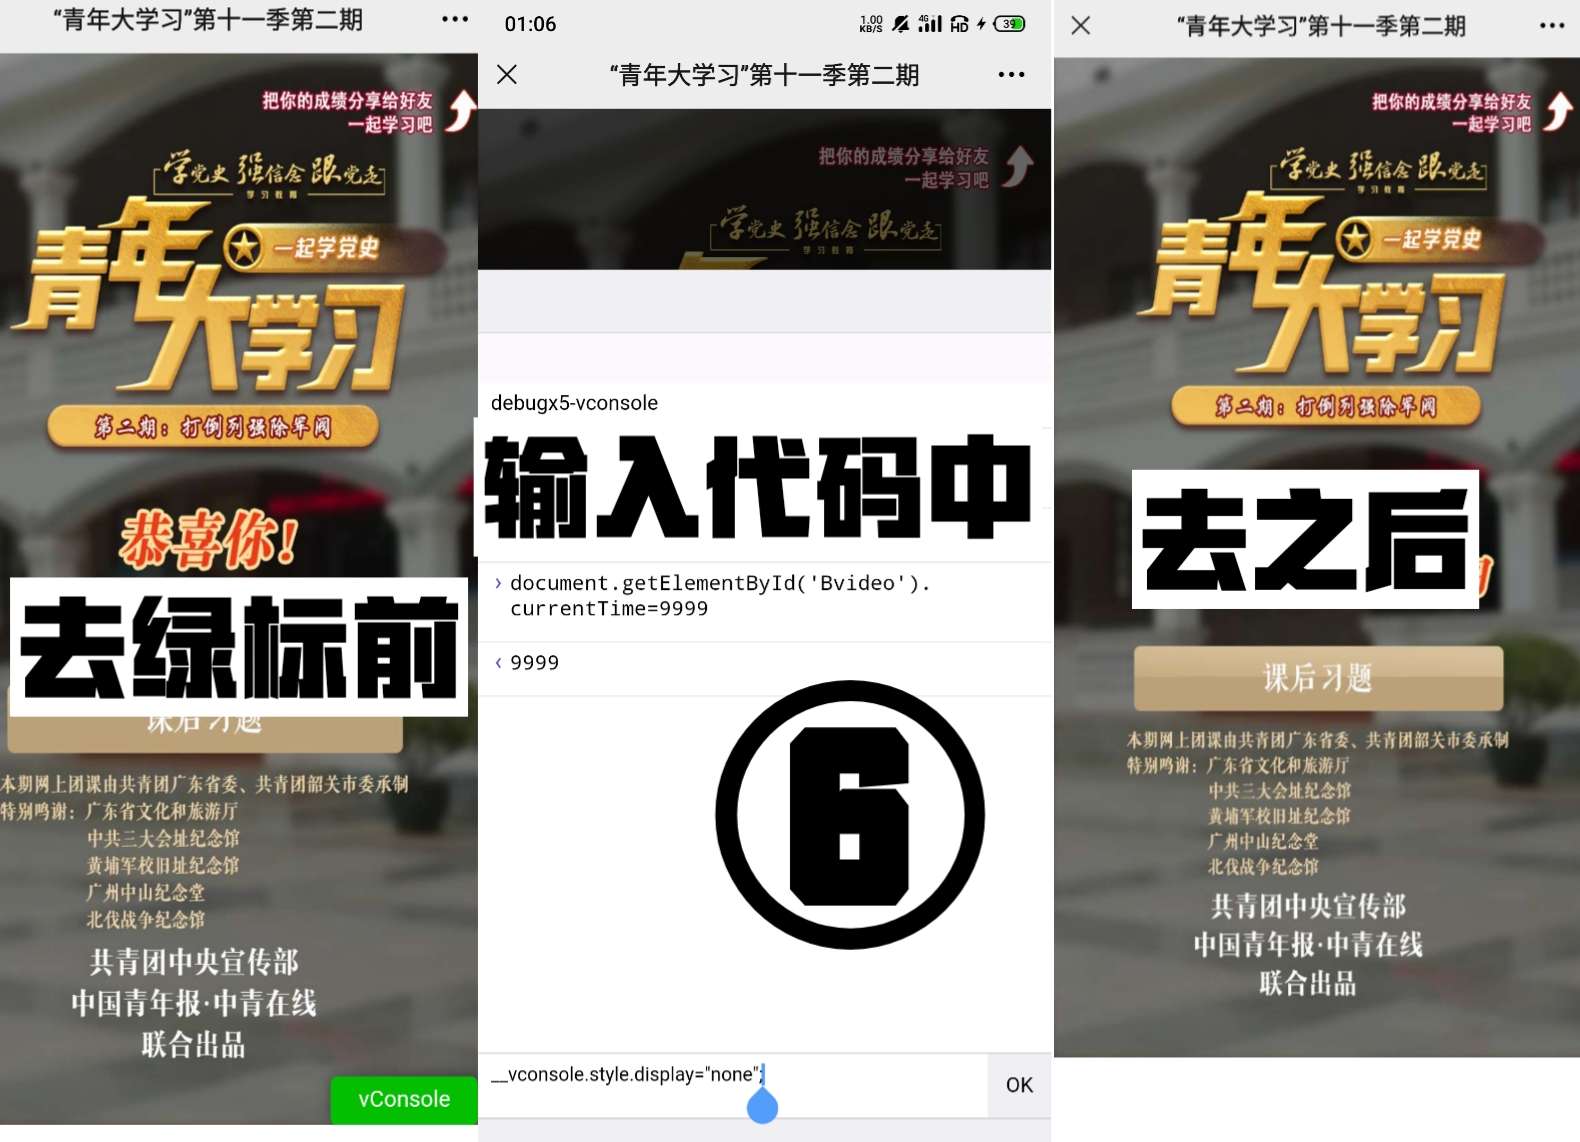 “青年大学习”第十一季第二期
把你的成绩分享给好友
一起学习吧
学党史 强信念 跟党走
学习教育
青年大学习
一起学党史
第二期：打倒列强除军阀
恭喜你!
去绿标前
课后习题
本期网上团课由共青团广东省委、共青团韶关市委承制
特别鸣谢：广东省文化和旅游厅
中共三大会址纪念馆
黄埔军校旧址纪念馆
广州中山纪念堂
北伐战争纪念馆
共青团中央宣传部
中国青年报·中青在线
联合出品
vConsole
01:06
1.00 KB/S
4G
HD
39
“青年大学习”第十一季第二期
把你的成绩分享给好友
一起学习吧
学党史 强信念 跟党走
学习教育
debugx5-vconsole
输入代码中
› document.getElementById('Bvideo').
currentTime=9999
‹ 9999
6
__vconsole.style.display="none";
OK
“青年大学习”第十一季第二期
把你的成绩分享给好友
一起学习吧
学党史 强信念 跟党走
学习教育
青年大学习
一起学党史
第二期：打倒列强除军阀
去之后
课后习题
本期网上团课由共青团广东省委、共青团韶关市委承制
特别鸣谢：广东省文化和旅游厅
中共三大会址纪念馆
黄埔军校旧址纪念馆
广州中山纪念堂
北伐战争纪念馆
共青团中央宣传部
中国青年报·中青在线
联合出品